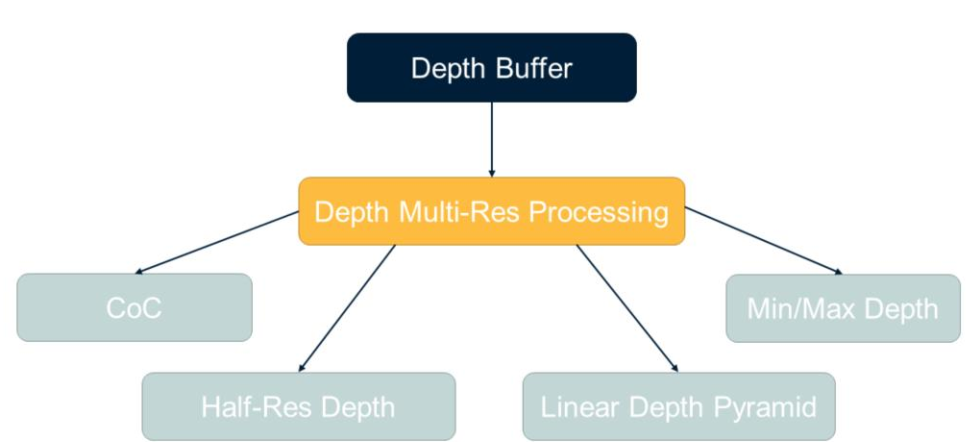 Depth Buffer
Depth Multi-Res Processing
CoC
Min/Max Depth
Half-Res Depth
Linear Depth Pyramid